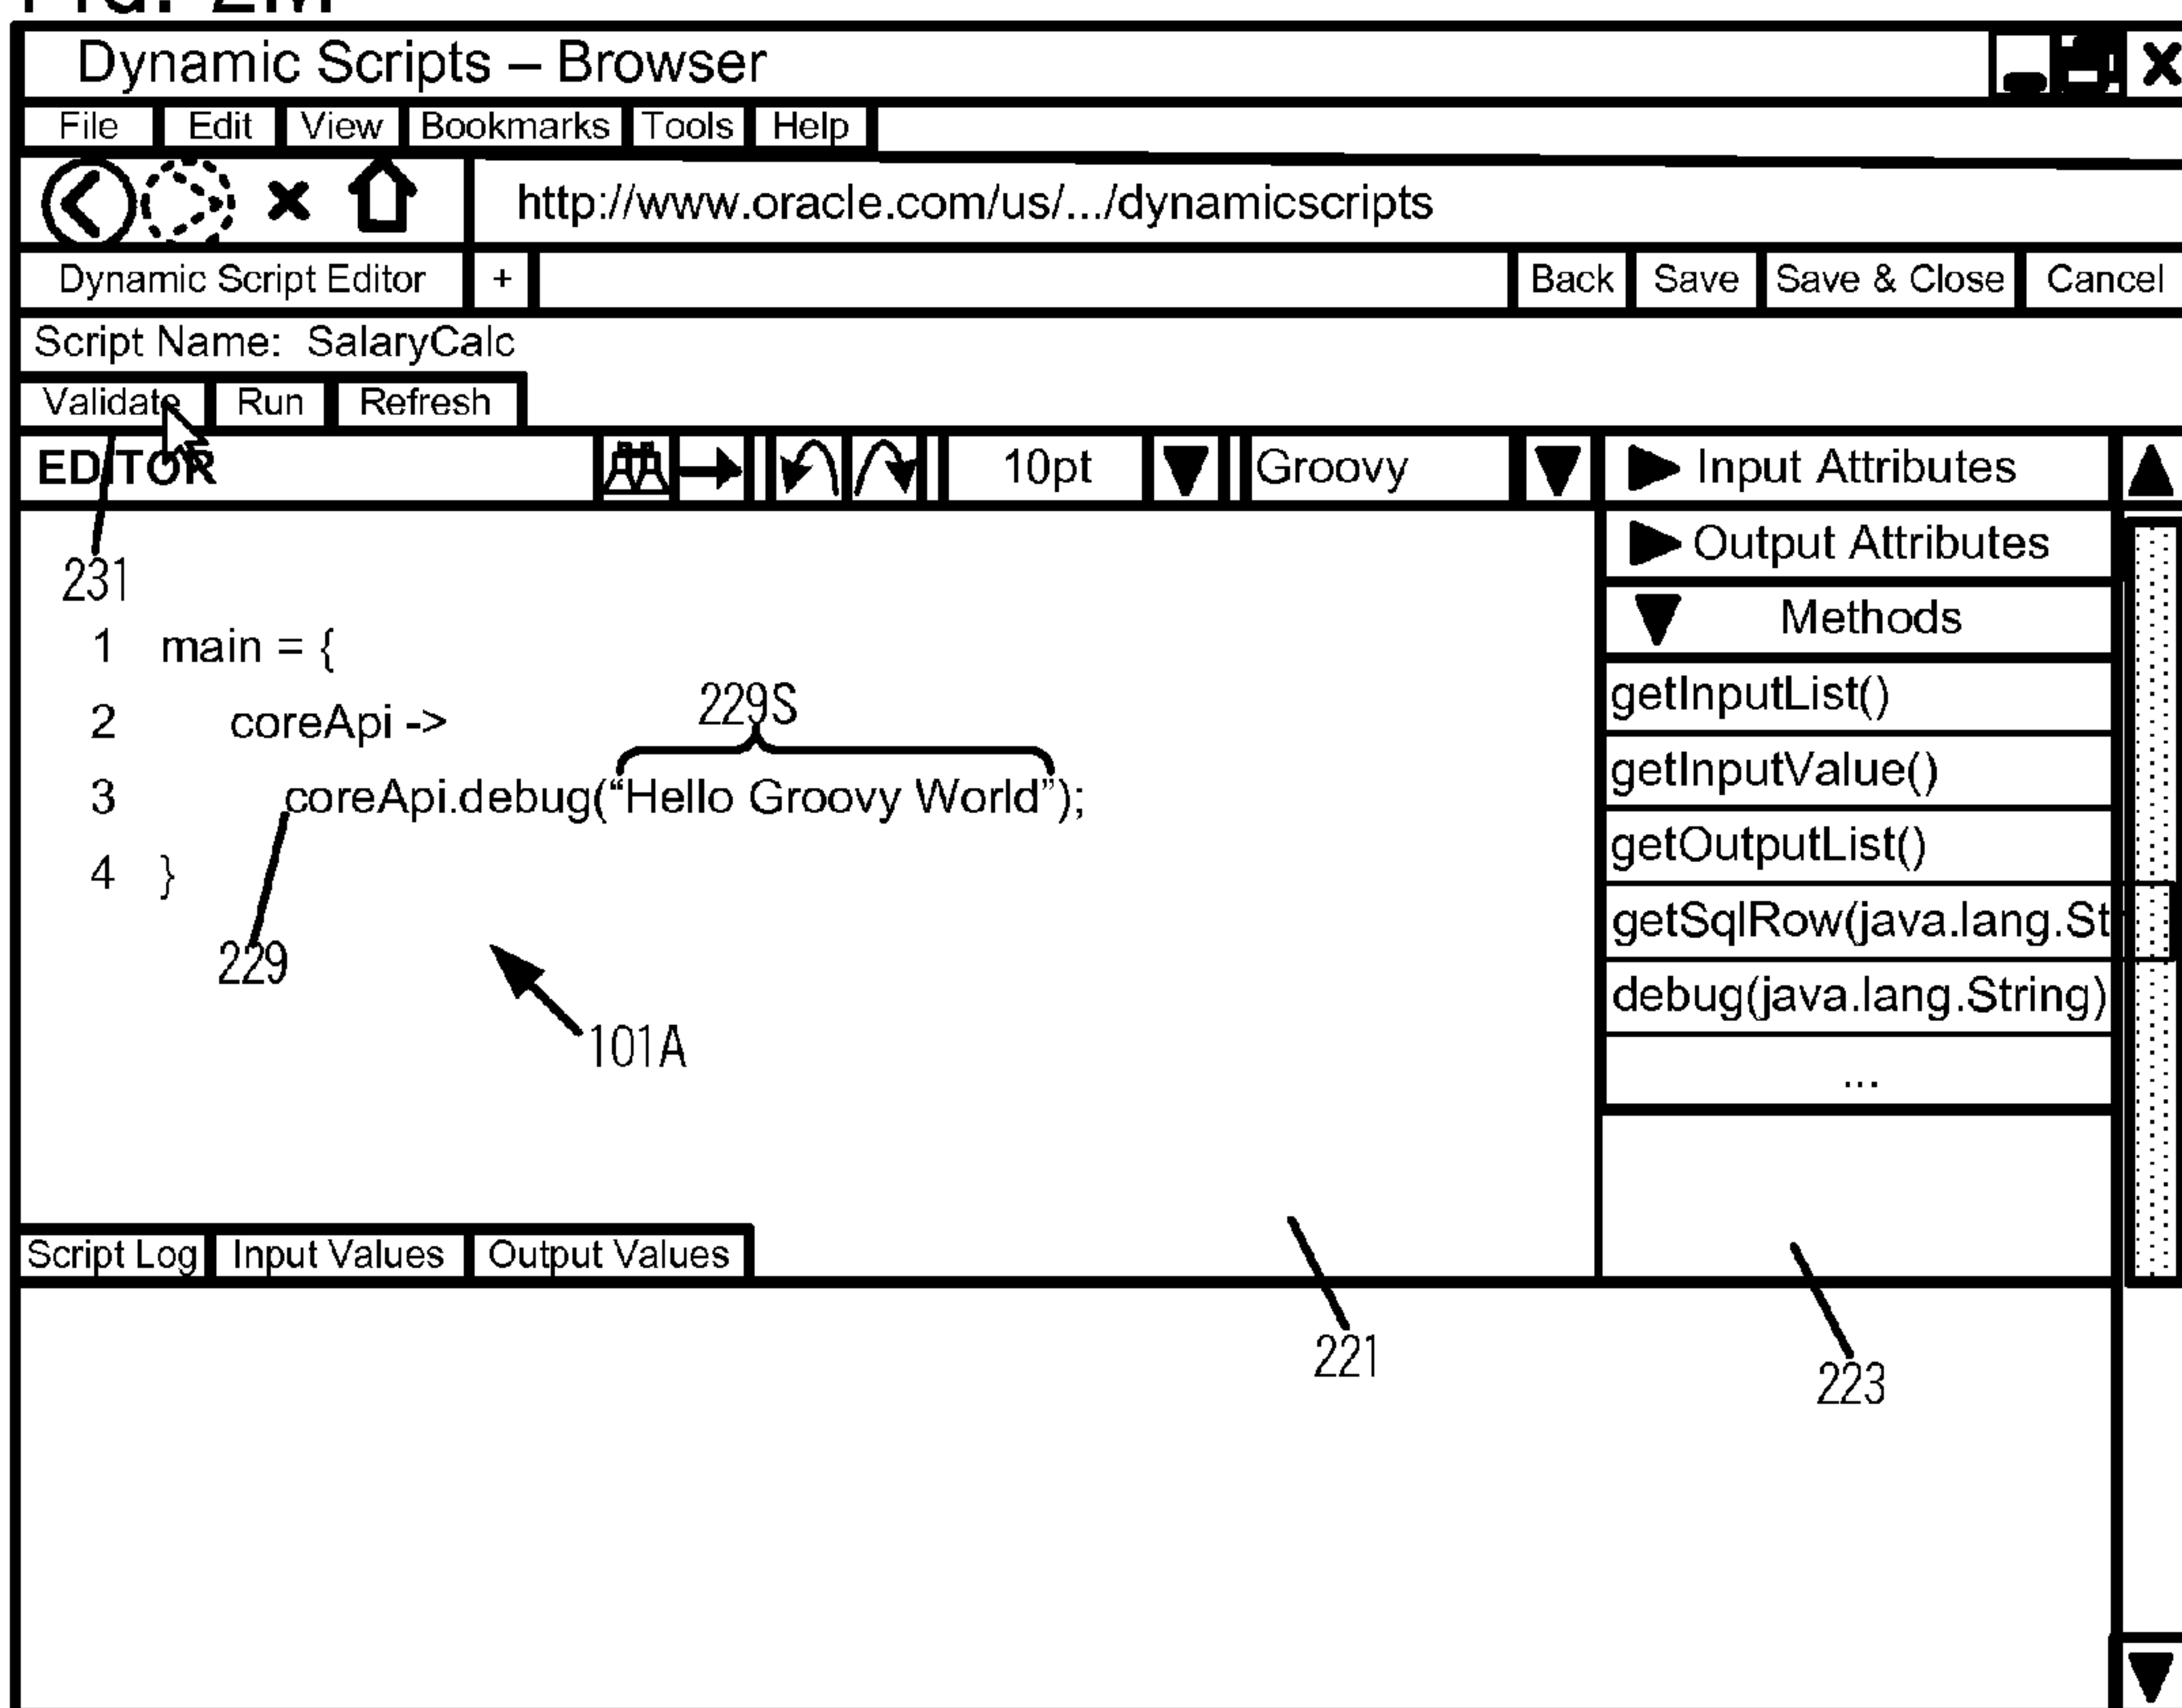 FIG. 2M
Dynamic Scripts – Browser
File Edit View Bookmarks Tools Help
http://www.oracle.com/us/.../dynamicscripts
Dynamic Script Editor + Back Save Save & Close Cancel
Script Name: SalaryCalc
Validate Run Refresh
EDITOR 10pt Groovy Input Attributes
Output Attributes
231
Methods
1 main = {
getInputList()
229S
2 coreApi ->
getInputValue()
3 coreApi.debug(“Hello Groovy World”);
getOutputList()
4 }
getSqlRow(java.lang.St
229
debug(java.lang.String)
101A
...
Script Log Input Values Output Values
221
223